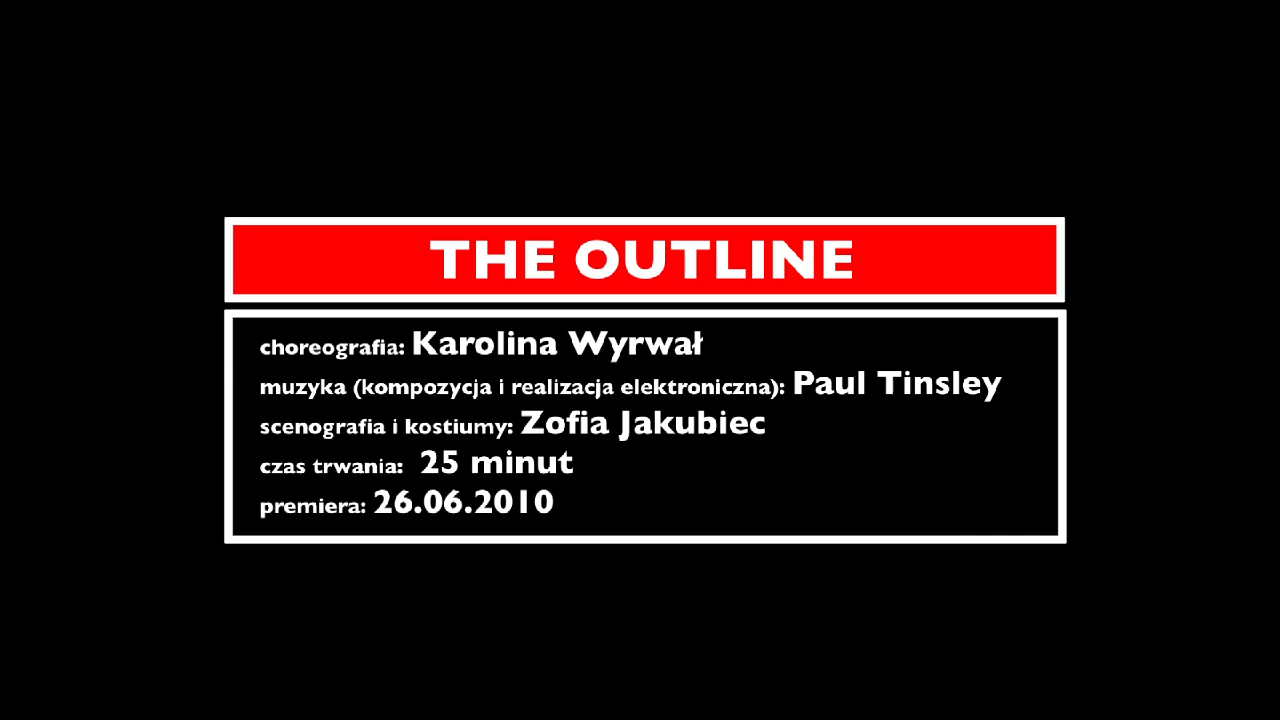 THE OUTLINE
choreografia: Karolina Wyrwał
muzyka (kompozycja i realizacja elektroniczna): Paul Tinsley
scenografia i kostiumy: Zofia Jakubiec
czas trwania: 25 minut
premiera: 26.06.2010